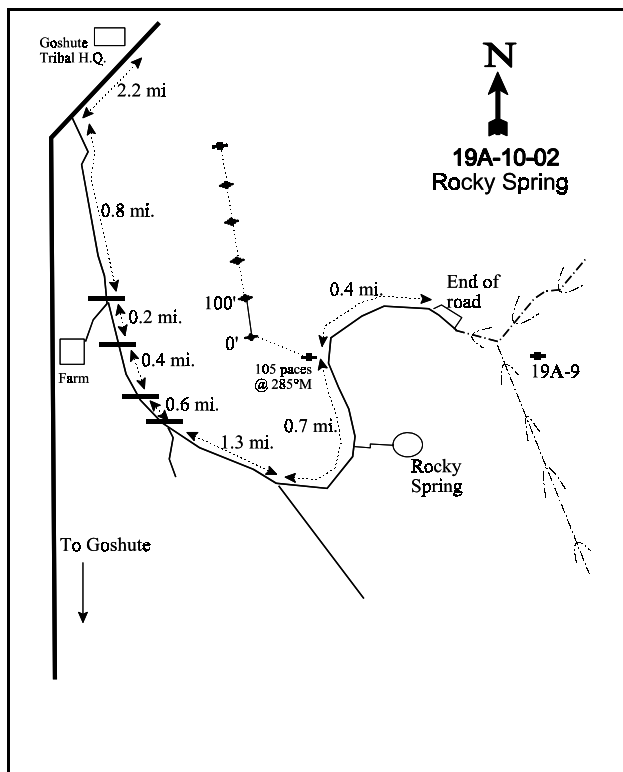 Goshute
Tribal H.Q.
2.2 mi
N
19A-10-02
Rocky Spring
0.8 mi.
0.4 mi.
End of
road
100'
0.2 mi.
0'
105 paces
@ 285°M
19A-9
Farm
0.4 mi.
0.6 mi.
0.7 mi.
1.3 mi.
Rocky
Spring
To Goshute